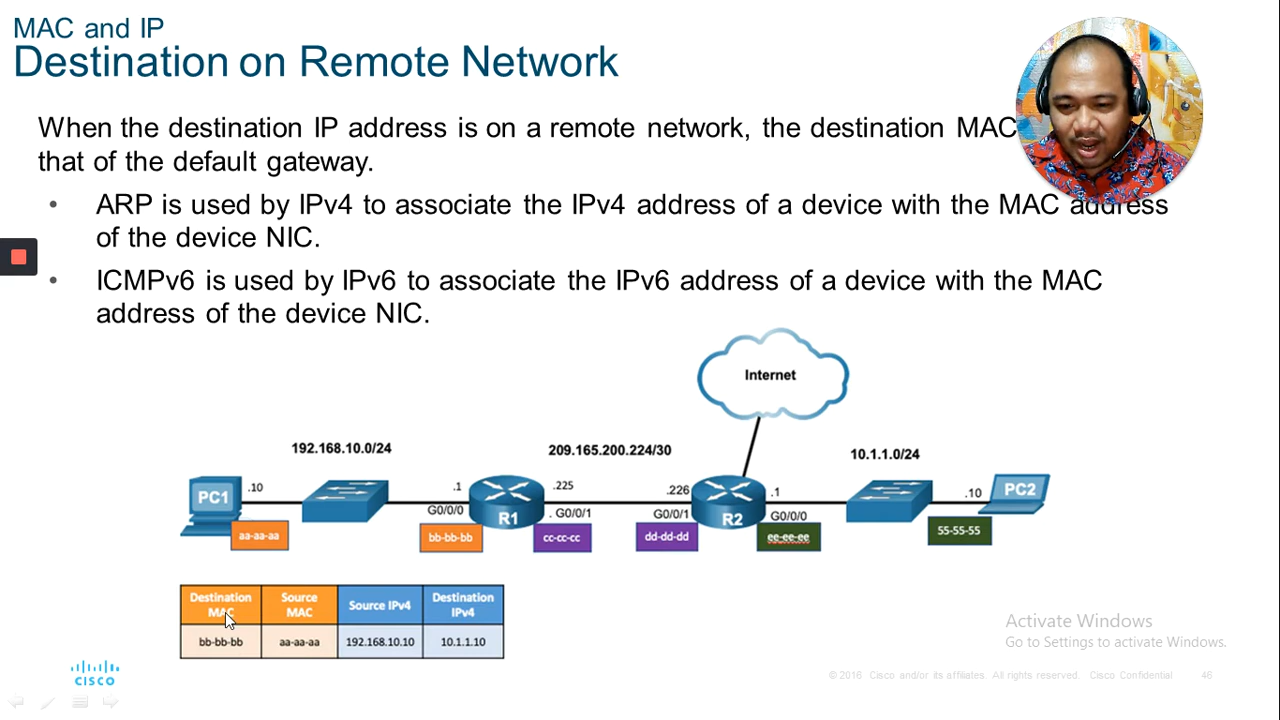 MAC and IP
Destination on Remote Network
When the destination IP address is on a remote network, the destination MAC
that of the default gateway.
• ARP is used by IPv4 to associate the IPv4 address of a device with the MAC address
of the device NIC.
• ICMPv6 is used by IPv6 to associate the IPv6 address of a device with the MAC
address of the device NIC.
Internet
192.168.10.0/24
209.165.200.224/30
10.1.1.0/24
PC1
.10
.1
G0/0/0
R1
.225
. G0/0/1
.226
G0/0/1
R2
.1
G0/0/0
.10
PC2
aa-aa-aa
bb-bb-bb
cc-cc-cc
dd-dd-dd
ee-ee-ee
55-55-55
Destination MAC
Source MAC
Source IPv4
Destination IPv4
bb-bb-bb
aa-aa-aa
192.168.10.10
10.1.1.10
Activate Windows
Go to Settings to activate Windows.
CISCO
© 2016 Cisco and/or its affiliates. All rights reserved. Cisco Confidential
46